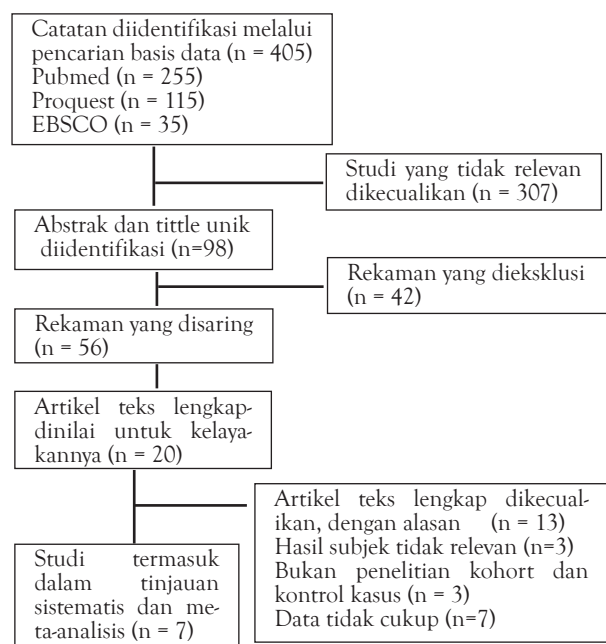 Catatan diidentifikasi melalui
pencarian basis data (n = 405)
Pubmed (n = 255)
Proquest (n = 115)
EBSCO (n = 35)
Studi yang tidak relevan
dikecualikan (n = 307)
Abstrak dan tittle unik
diidentifikasi (n=98)
Rekaman yang dieksklusi
(n = 42)
Rekaman yang disaring
(n = 56)
Artikel teks lengkap-
dinilai untuk kelaya-
kannya (n = 20)
Artikel teks lengkap dikecual-
ikan, dengan alasan (n = 13)
Hasil subjek tidak relevan (n=3)
Bukan penelitian kohort dan
kontrol kasus (n = 3)
Data tidak cukup (n=7)
Studi termasuk
dalam tinjauan
sistematis dan me-
ta-analisis (n = 7)